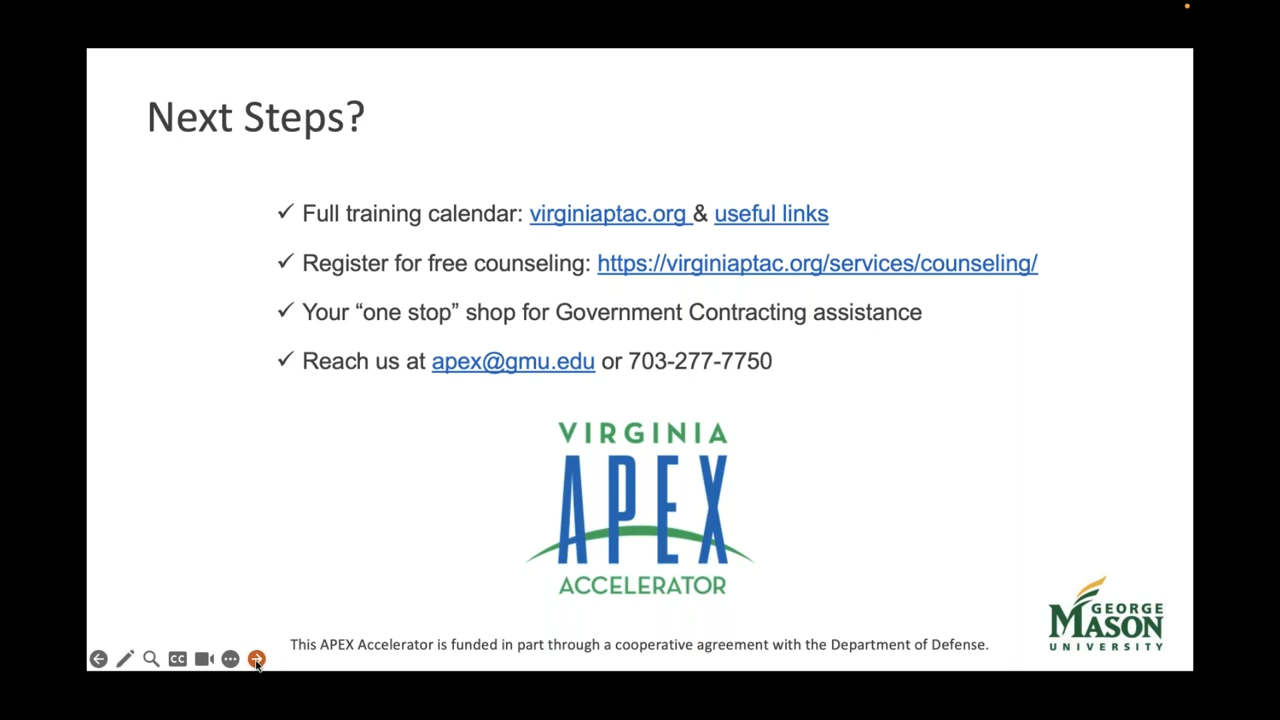 Next Steps?
✓ Full training calendar: virginiaptac.org & useful links
✓ Register for free counseling: https://virginiaptac.org/services/counseling/
✓ Your “one stop” shop for Government Contracting assistance
✓ Reach us at apex@gmu.edu or 703-277-7750
VIRGINIA
APEX
ACCELERATOR
GEORGE
MASON
UNIVERSITY
This APEX Accelerator is funded in part through a cooperative agreement with the Department of Defense.
CC